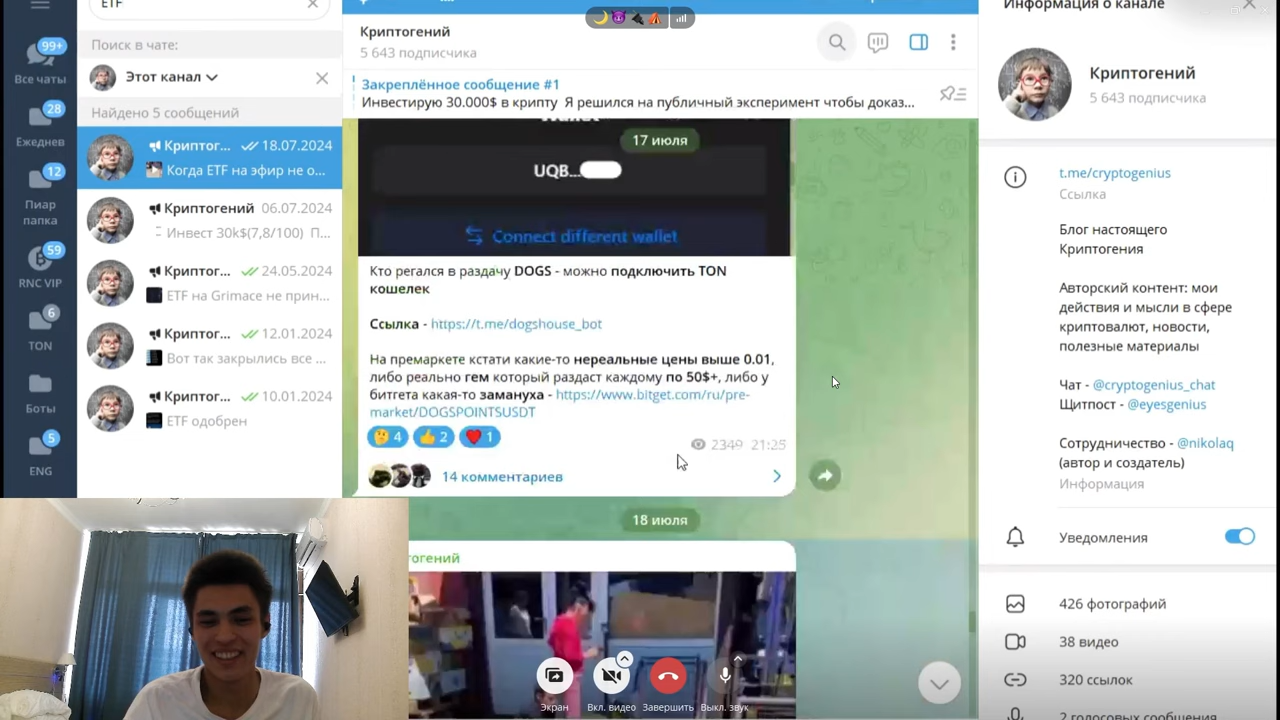 ETF
Поиск в чате:
Этот канал
Найдено 5 сообщений
99+
Все чаты
28
Ежеднев
12
Пиар
папка
59
RNC VIP
6
TON
Боты
5
ENG
Криптог... 18.07.2024
Когда ETF на эфир не о...
Криптогений 06.07.2024
Инвест 30k$(7,8/100) П...
Криптог... 24.05.2024
ETF на Grimace не прин...
Криптог... 12.01.2024
Вот так закрылись все ...
Криптог... 10.01.2024
ETF одобрен
Криптогений
5 643 подписчика
Закреплённое сообщение #1
Инвестирую 30.000$ в крипту Я решился на публичный эксперимент чтобы доказ...
Wallet
17 июля
UQB...
Connect different wallet
Кто регался в раздачу DOGS - можно подключить TON
кошелек
Ссылка - https://t.me/dogshouse_bot
На премаркете кстати какие-то нереальные цены выше 0.01,
либо реально гем который раздаст каждому по 50$+, либо у
битгета какая-то замануха - https://www.bitget.com/ru/pre-
market/DOGSPOINTSUSDT
4 2 1
2349 21:25
14 комментариев
18 июля
тогений
Экран
Вкл. видео
Завершить
Выкл. звук
Информация о канале
Криптогений
5 643 подписчика
t.me/cryptogenius
Ссылка
Блог настоящего
Криптогения
Авторский контент: мои
действия и мысли в сфере
криптовалют, новости,
полезные материалы
Чат - @cryptogenius_chat
Щитпост - @eyesgenius
Сотрудничество - @nikolaq
(автор и создатель)
Информация
Уведомления
426 фотографий
38 видео
320 ссылок
2 голосовых сообщения